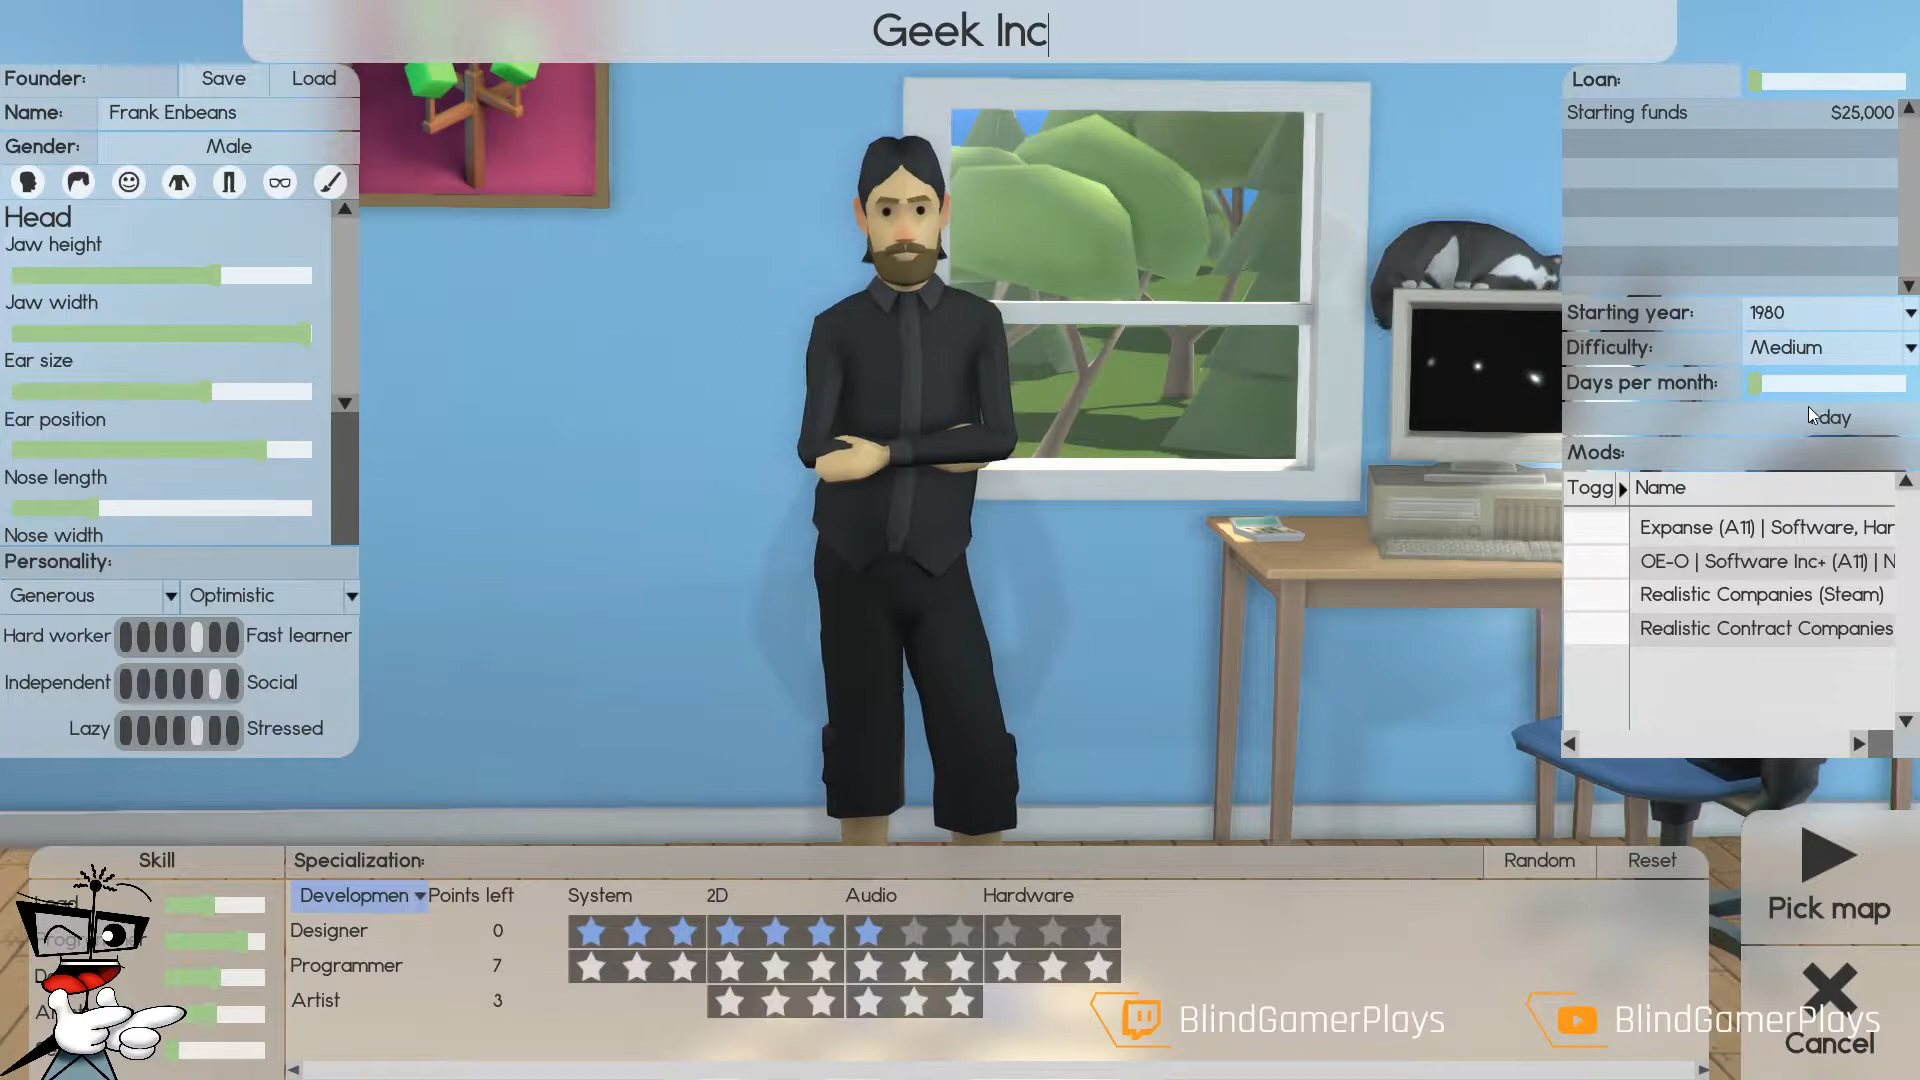 Geek Inc
Founder: Save Load
Name: Frank Enbeans
Gender: Male
Head
Jaw height
Jaw width
Ear size
Ear position
Nose length
Nose width
Personality:
Generous Optimistic
Hard worker Fast learner
Independent Social
Lazy Stressed
Loan:
Starting funds $25,000
Starting year: 1980
Difficulty: Medium
Days per month:
day
Mods:
Togg Name
Expanse (A11) | Software, Har
OE-O | Software Inc+ (A11) | N
Realistic Companies (Steam)
Realistic Contract Companies
Skill
Specialization: Random Reset
Developmen Points left System 2D Audio Hardware
Designer 0
Programmer 7
Artist 3
Pick map
Cancel
BlindGamerPlays BlindGamerPlays